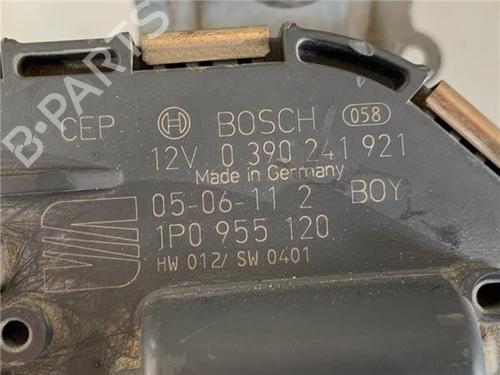 B-PARTS
CEP BOSCH 058
12V 0 390 241 921
Made in Germany
05-06-11 2 BOY
1P0 955 120
HW 012/ SW 0401